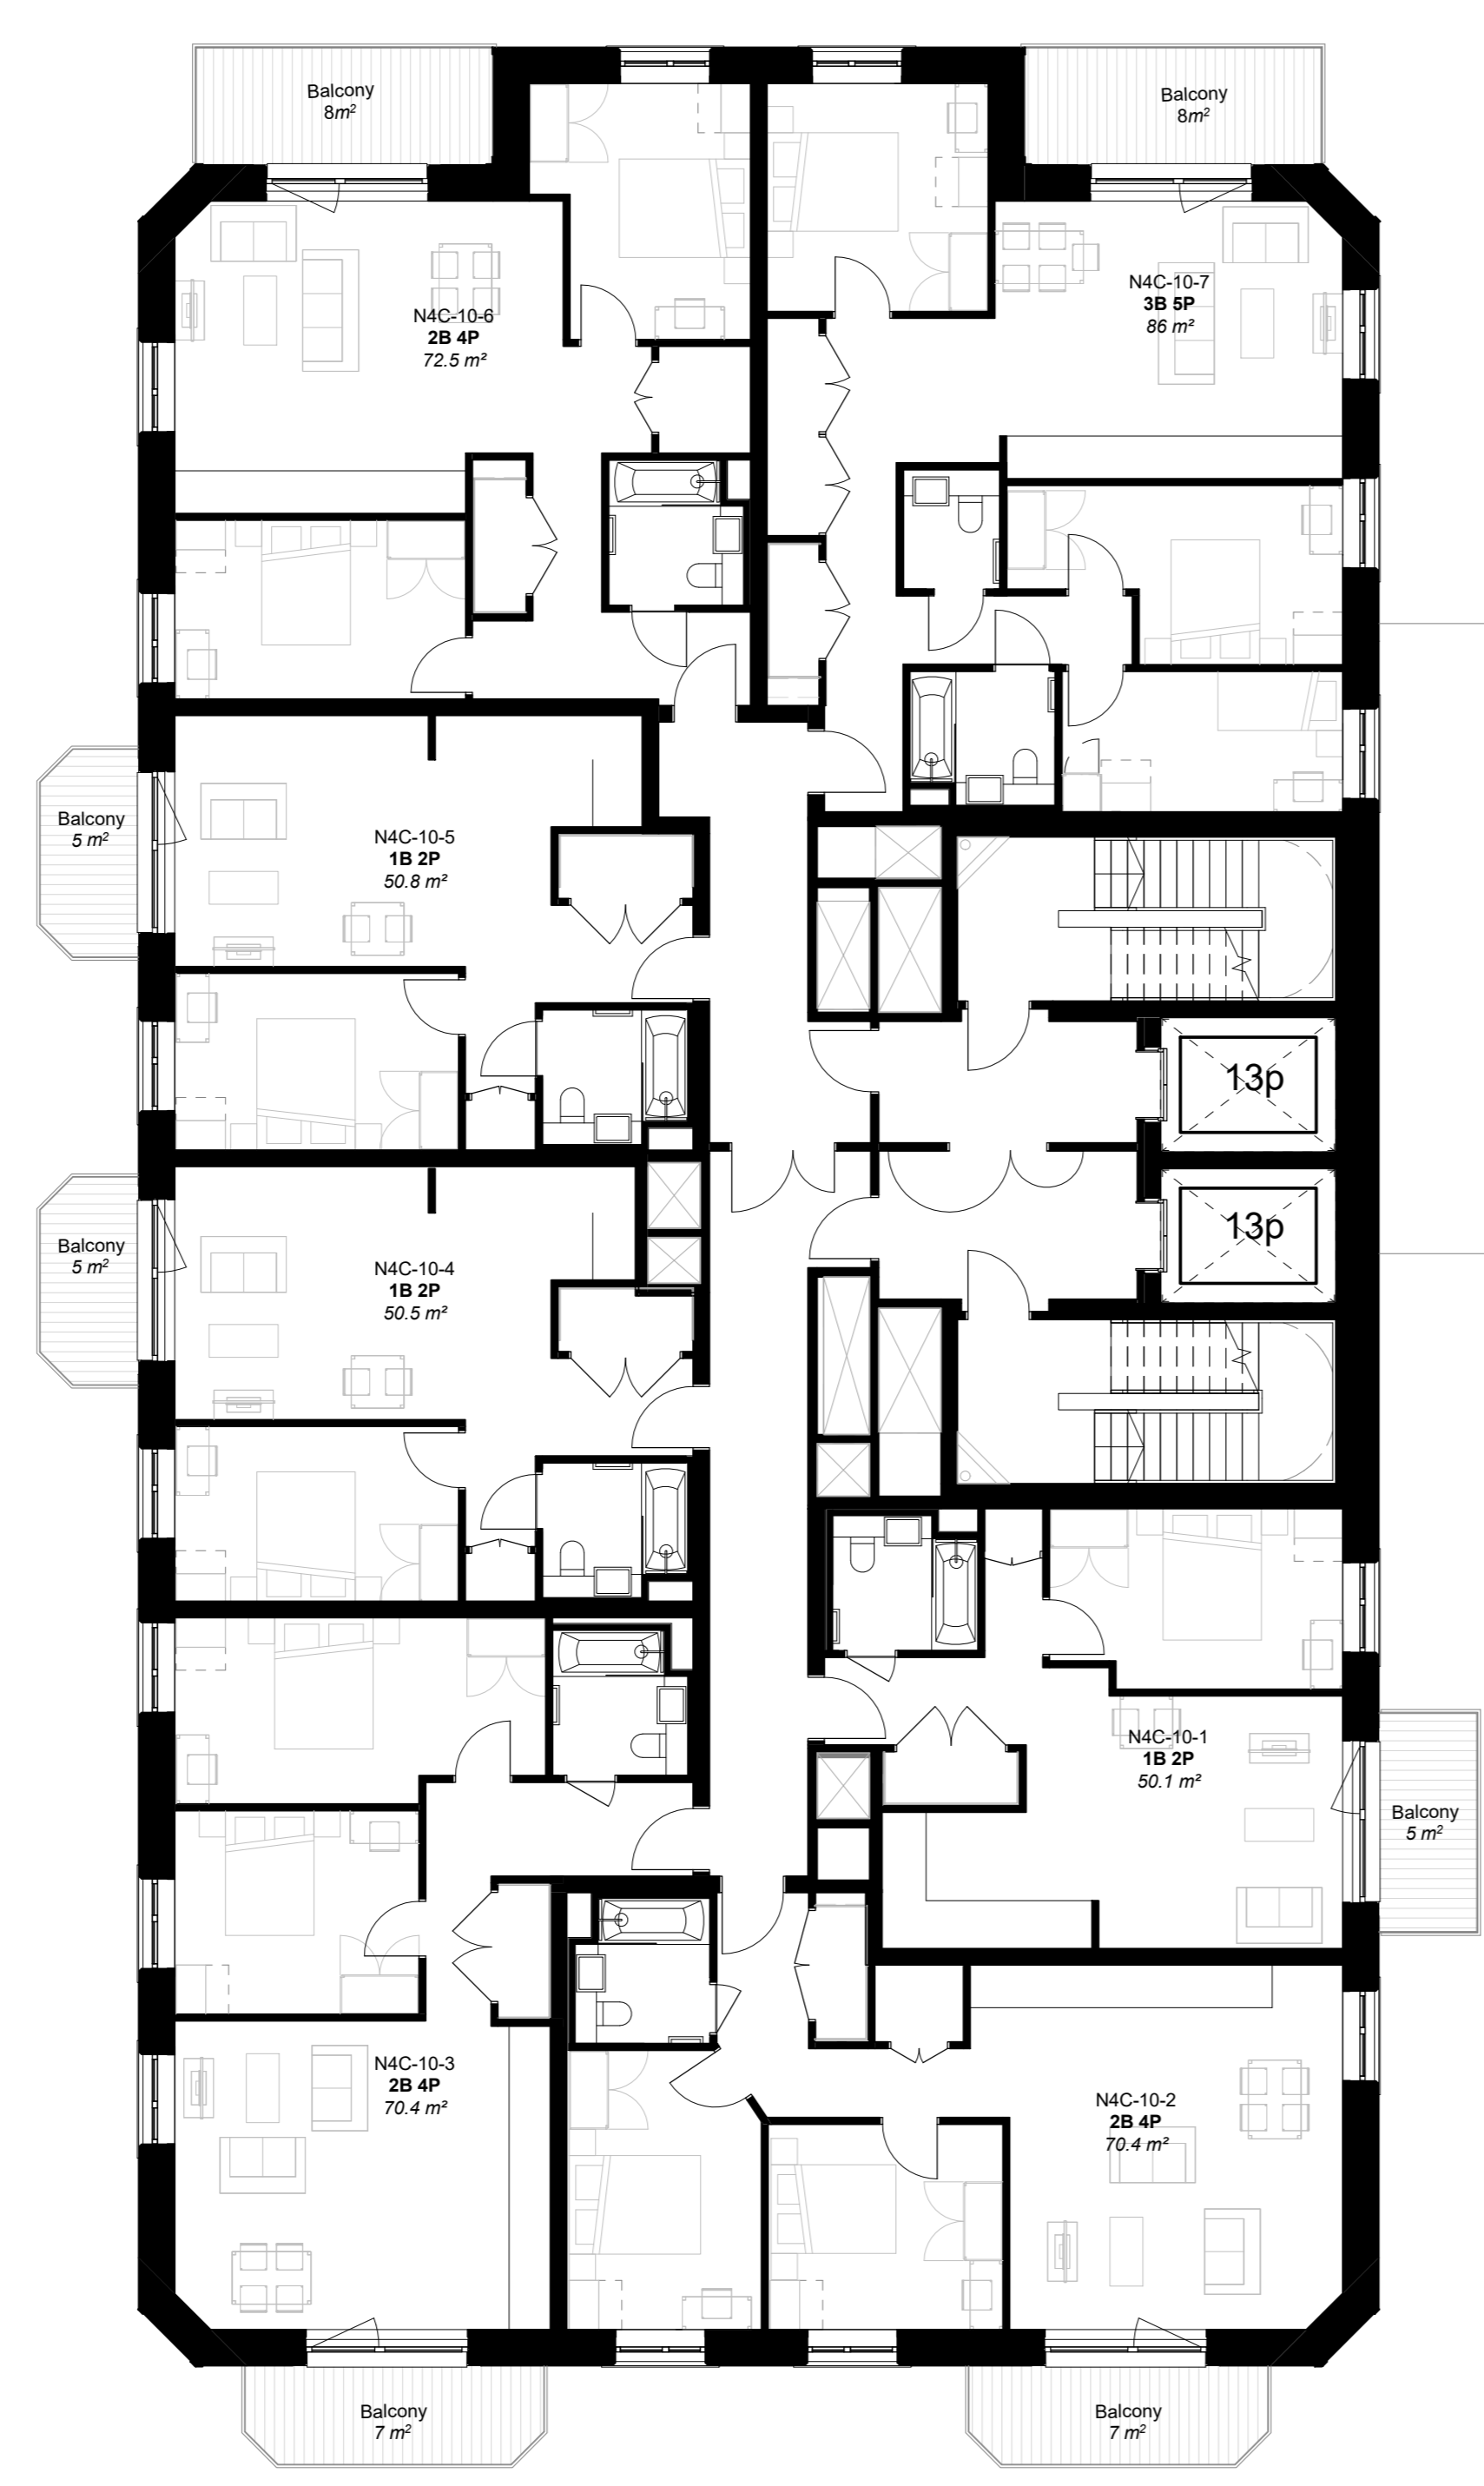 Balcony
8m²
Balcony
8m²
N4C-10-6
2B 4P
72.5 m²
N4C-10-7
3B 5P
86 m²
Balcony
5 m²
N4C-10-5
1B 2P
50.8 m²
13p
13p
Balcony
5 m²
N4C-10-4
1B 2P
50.5 m²
N4C-10-1
1B 2P
50.1 m²
Balcony
5 m²
N4C-10-3
2B 4P
70.4 m²
N4C-10-2
2B 4P
70.4 m²
Balcony
7 m²
Balcony
7 m²